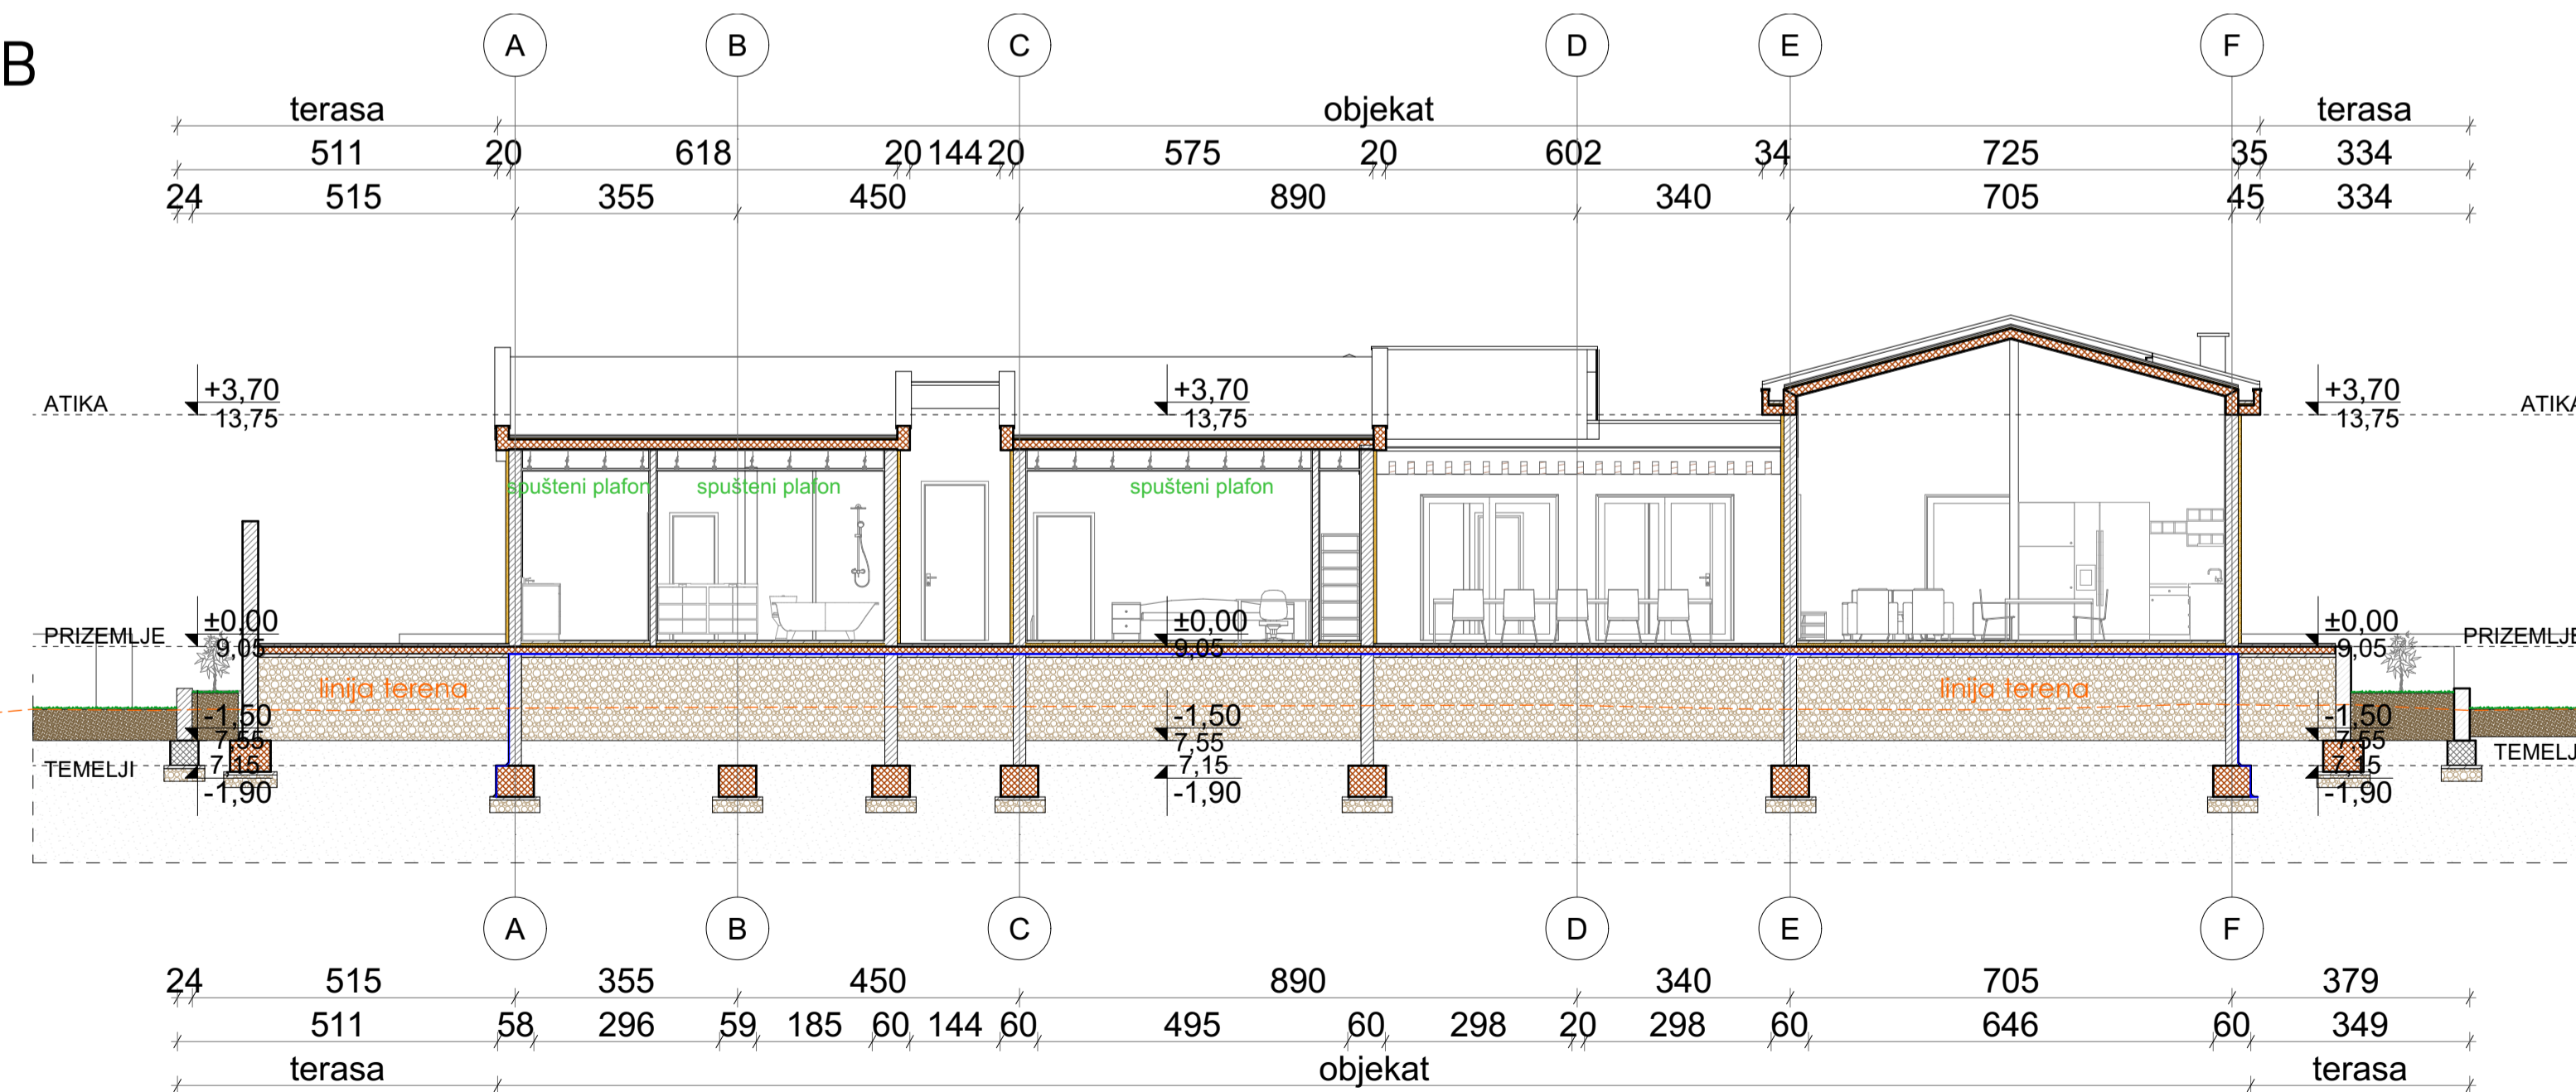 B
A B C D E F
terasa objekat terasa
511 20 618 20 144 20 575 20 602 34 725 35 334
24 515 355 450 890 340 705 45 334
ATIKA +3,70 +3,70 +3,70 ATIKA
13,75 13,75 13,75
spušteni plafon spušteni plafon spušteni plafon
PRIZEMLJE ±0,00 ±0,00 ±0,00 PRIZEMLJE
9,05 9,05 9,05
linija terena linija terena
-1,50 -1,50 -1,50
7,55 7,55 7,55
TEMELJI 7,15 7,15 7,15 TEMELJ
-1,90 -1,90 -1,90
A B C D E F
24 515 355 450 890 340 705 379
511 58 296 59 185 60 144 60 495 60 298 20 298 60 646 60 349
terasa objekat terasa